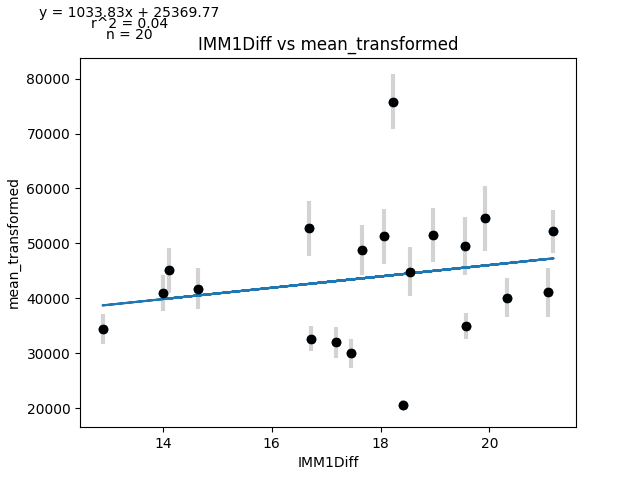 y = 1033.83x + 25369.77
r^2 = 0.04
n = 20
IMM1Diff vs mean_transformed
80000
70000
60000
50000
40000
30000
20000
mean_transformed
14 16 18 20
IMM1Diff